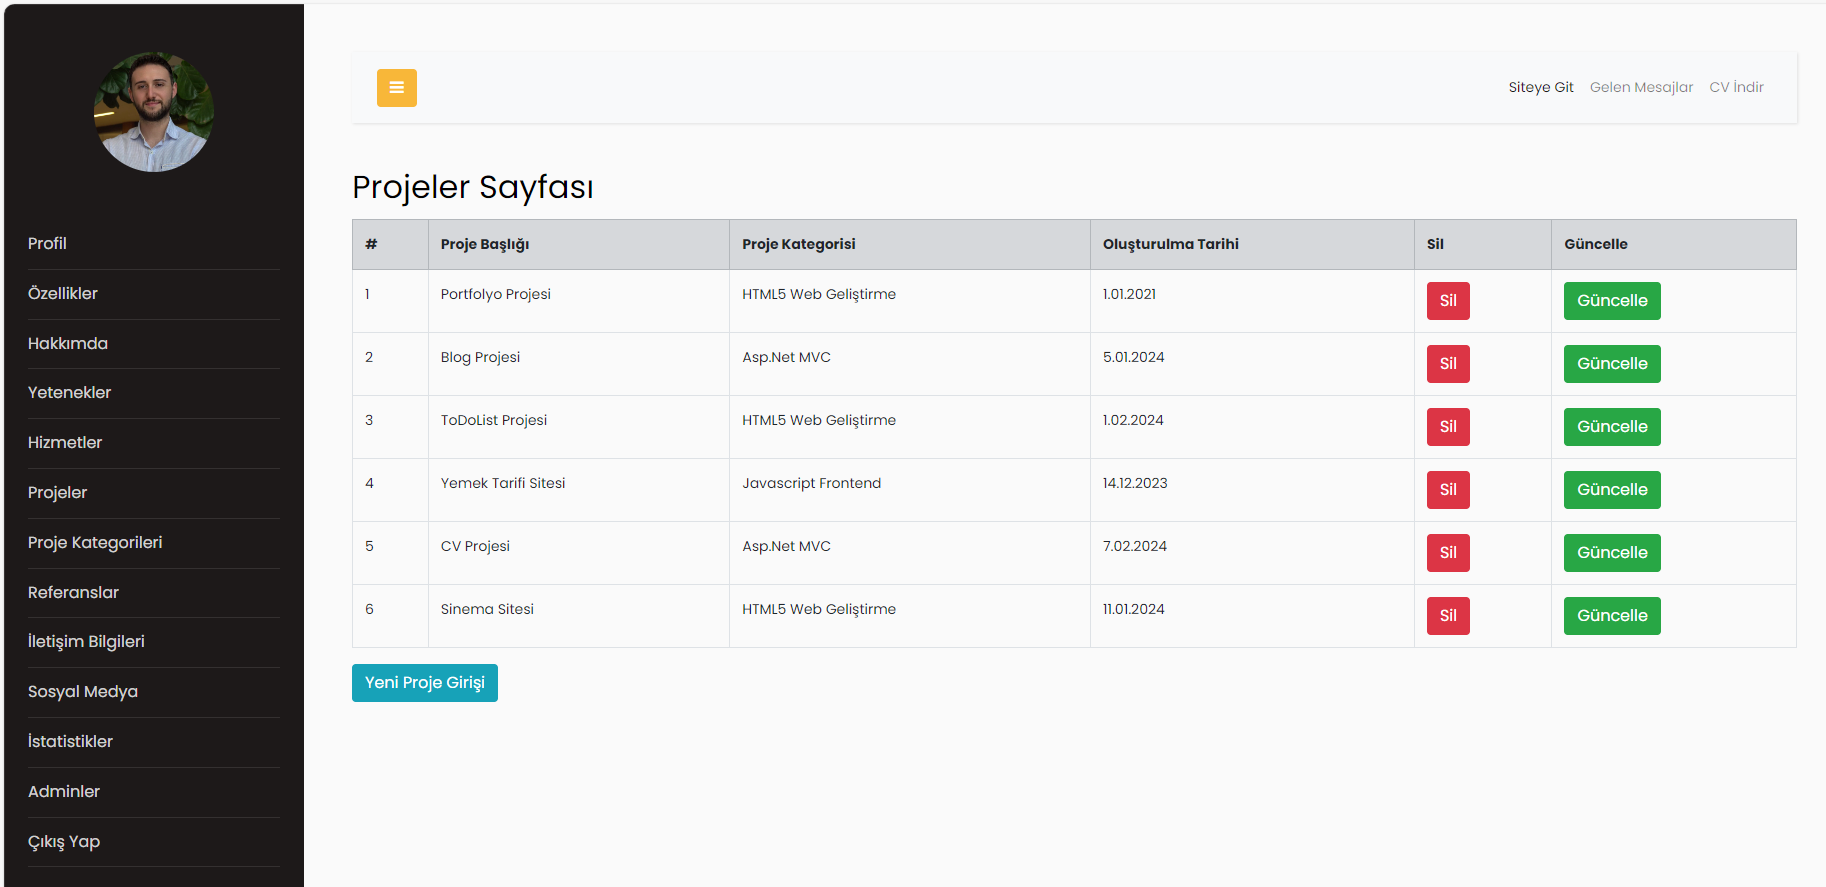 Siteye Git Gelen Mesajlar CV İndir
Profil
Özellikler
Hakkımda
Yetenekler
Hizmetler
Projeler
Proje Kategorileri
Referanslar
İletişim Bilgileri
Sosyal Medya
İstatistikler
Adminler
Çıkış Yap
Projeler Sayfası
# Proje Başlığı Proje Kategorisi Oluşturulma Tarihi Sil Güncelle
1 Portfolyo Projesi HTML5 Web Geliştirme 1.01.2021 Sil Güncelle
2 Blog Projesi Asp.Net MVC 5.01.2024 Sil Güncelle
3 ToDoList Projesi HTML5 Web Geliştirme 1.02.2024 Sil Güncelle
4 Yemek Tarifi Sitesi Javascript Frontend 14.12.2023 Sil Güncelle
5 CV Projesi Asp.Net MVC 7.02.2024 Sil Güncelle
6 Sinema Sitesi HTML5 Web Geliştirme 11.01.2024 Sil Güncelle
Yeni Proje Girişi